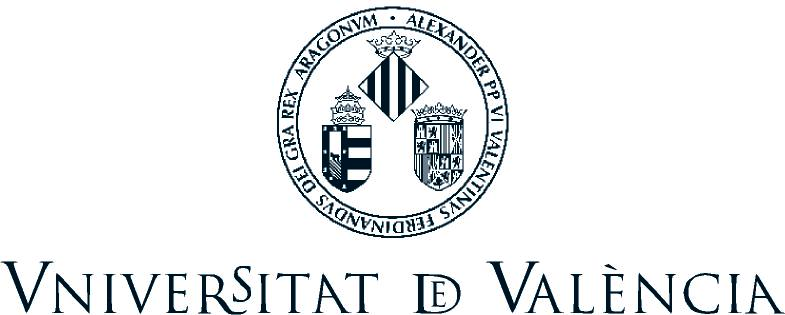 ALEXANDER PP VI VALENTINVS FERDINANDVS DEI GRA REX ARAGONVM ·
VNIVERSITAT DE VALÈNCIA